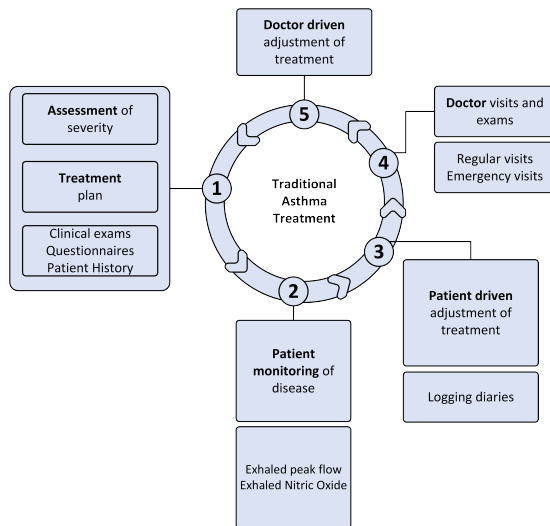 Doctor driven
adjustment of
treatment
5
Assessment of
severity
Treatment
plan
Clinical exams
Questionnaires
Patient History
1
Traditional
Asthma
Treatment
4
Doctor visits and
exams
Regular visits
Emergency visits
3
Patient driven
adjustment of
treatment
Logging diaries
2
Patient
monitoring of
disease
Exhaled peak flow
Exhaled Nitric Oxide